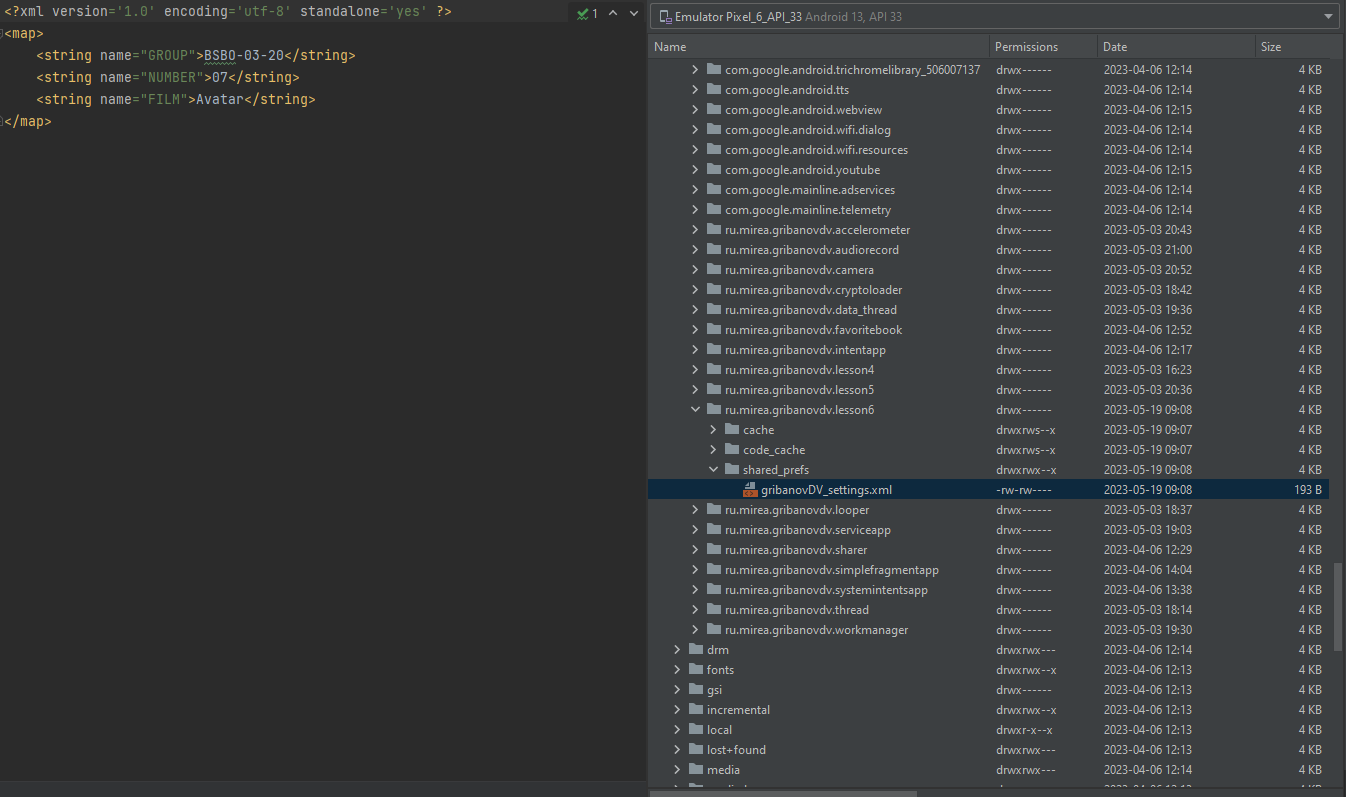 <?xml version='1.0' encoding='utf-8' standalone='yes' ?>
<map>
<string name="GROUP">BSBO-03-20</string>
<string name="NUMBER">07</string>
<string name="FILM">Avatar</string>
</map>
1
Emulator Pixel_6_API_33 Android 13, API 33
Name Permissions Date Size
com.google.android.trichromelibrary_506007137 drwx------ 2023-04-06 12:14 4 KB
com.google.android.tts drwx------ 2023-04-06 12:14 4 KB
com.google.android.webview drwx------ 2023-04-06 12:15 4 KB
com.google.android.wifi.dialog drwx------ 2023-04-06 12:14 4 KB
com.google.android.wifi.resources drwx------ 2023-04-06 12:14 4 KB
com.google.android.youtube drwx------ 2023-04-06 12:15 4 KB
com.google.mainline.adservices drwx------ 2023-04-06 12:14 4 KB
com.google.mainline.telemetry drwx------ 2023-04-06 12:14 4 KB
ru.mirea.gribanovdv.accelerometer drwx------ 2023-05-03 20:43 4 KB
ru.mirea.gribanovdv.audiorecord drwx------ 2023-05-03 21:00 4 KB
ru.mirea.gribanovdv.camera drwx------ 2023-05-03 20:52 4 KB
ru.mirea.gribanovdv.cryptoloader drwx------ 2023-05-03 18:42 4 KB
ru.mirea.gribanovdv.data_thread drwx------ 2023-05-03 19:36 4 KB
ru.mirea.gribanovdv.favoritebook drwx------ 2023-04-06 12:52 4 KB
ru.mirea.gribanovdv.intentapp drwx------ 2023-04-06 12:17 4 KB
ru.mirea.gribanovdv.lesson4 drwx------ 2023-05-03 16:23 4 KB
ru.mirea.gribanovdv.lesson5 drwx------ 2023-05-03 20:36 4 KB
ru.mirea.gribanovdv.lesson6 drwx------ 2023-05-19 09:08 4 KB
cache drwxrws--x 2023-05-19 09:07 4 KB
code_cache drwxrws--x 2023-05-19 09:07 4 KB
shared_prefs drwxrwx--x 2023-05-19 09:08 4 KB
gribanovDV_settings.xml -rw-rw---- 2023-05-19 09:08 193 B
ru.mirea.gribanovdv.looper drwx------ 2023-05-03 18:37 4 KB
ru.mirea.gribanovdv.serviceapp drwx------ 2023-05-03 19:03 4 KB
ru.mirea.gribanovdv.sharer drwx------ 2023-04-06 12:29 4 KB
ru.mirea.gribanovdv.simplefragmentapp drwx------ 2023-04-06 14:04 4 KB
ru.mirea.gribanovdv.systemintentsapp drwx------ 2023-04-06 13:38 4 KB
ru.mirea.gribanovdv.thread drwx------ 2023-05-03 18:14 4 KB
ru.mirea.gribanovdv.workmanager drwx------ 2023-05-03 19:30 4 KB
drm drwxrwx--- 2023-04-06 12:14 4 KB
fonts drwxrwx--x 2023-04-06 12:13 4 KB
gsi drwx------ 2023-04-06 12:13 4 KB
incremental drwxrwx--x 2023-04-06 12:13 4 KB
local drwxr-x--x 2023-04-06 12:13 4 KB
lost+found drwxrwx--- 2023-04-06 12:13 4 KB
media drwxrwx--- 2023-04-06 12:14 4 KB